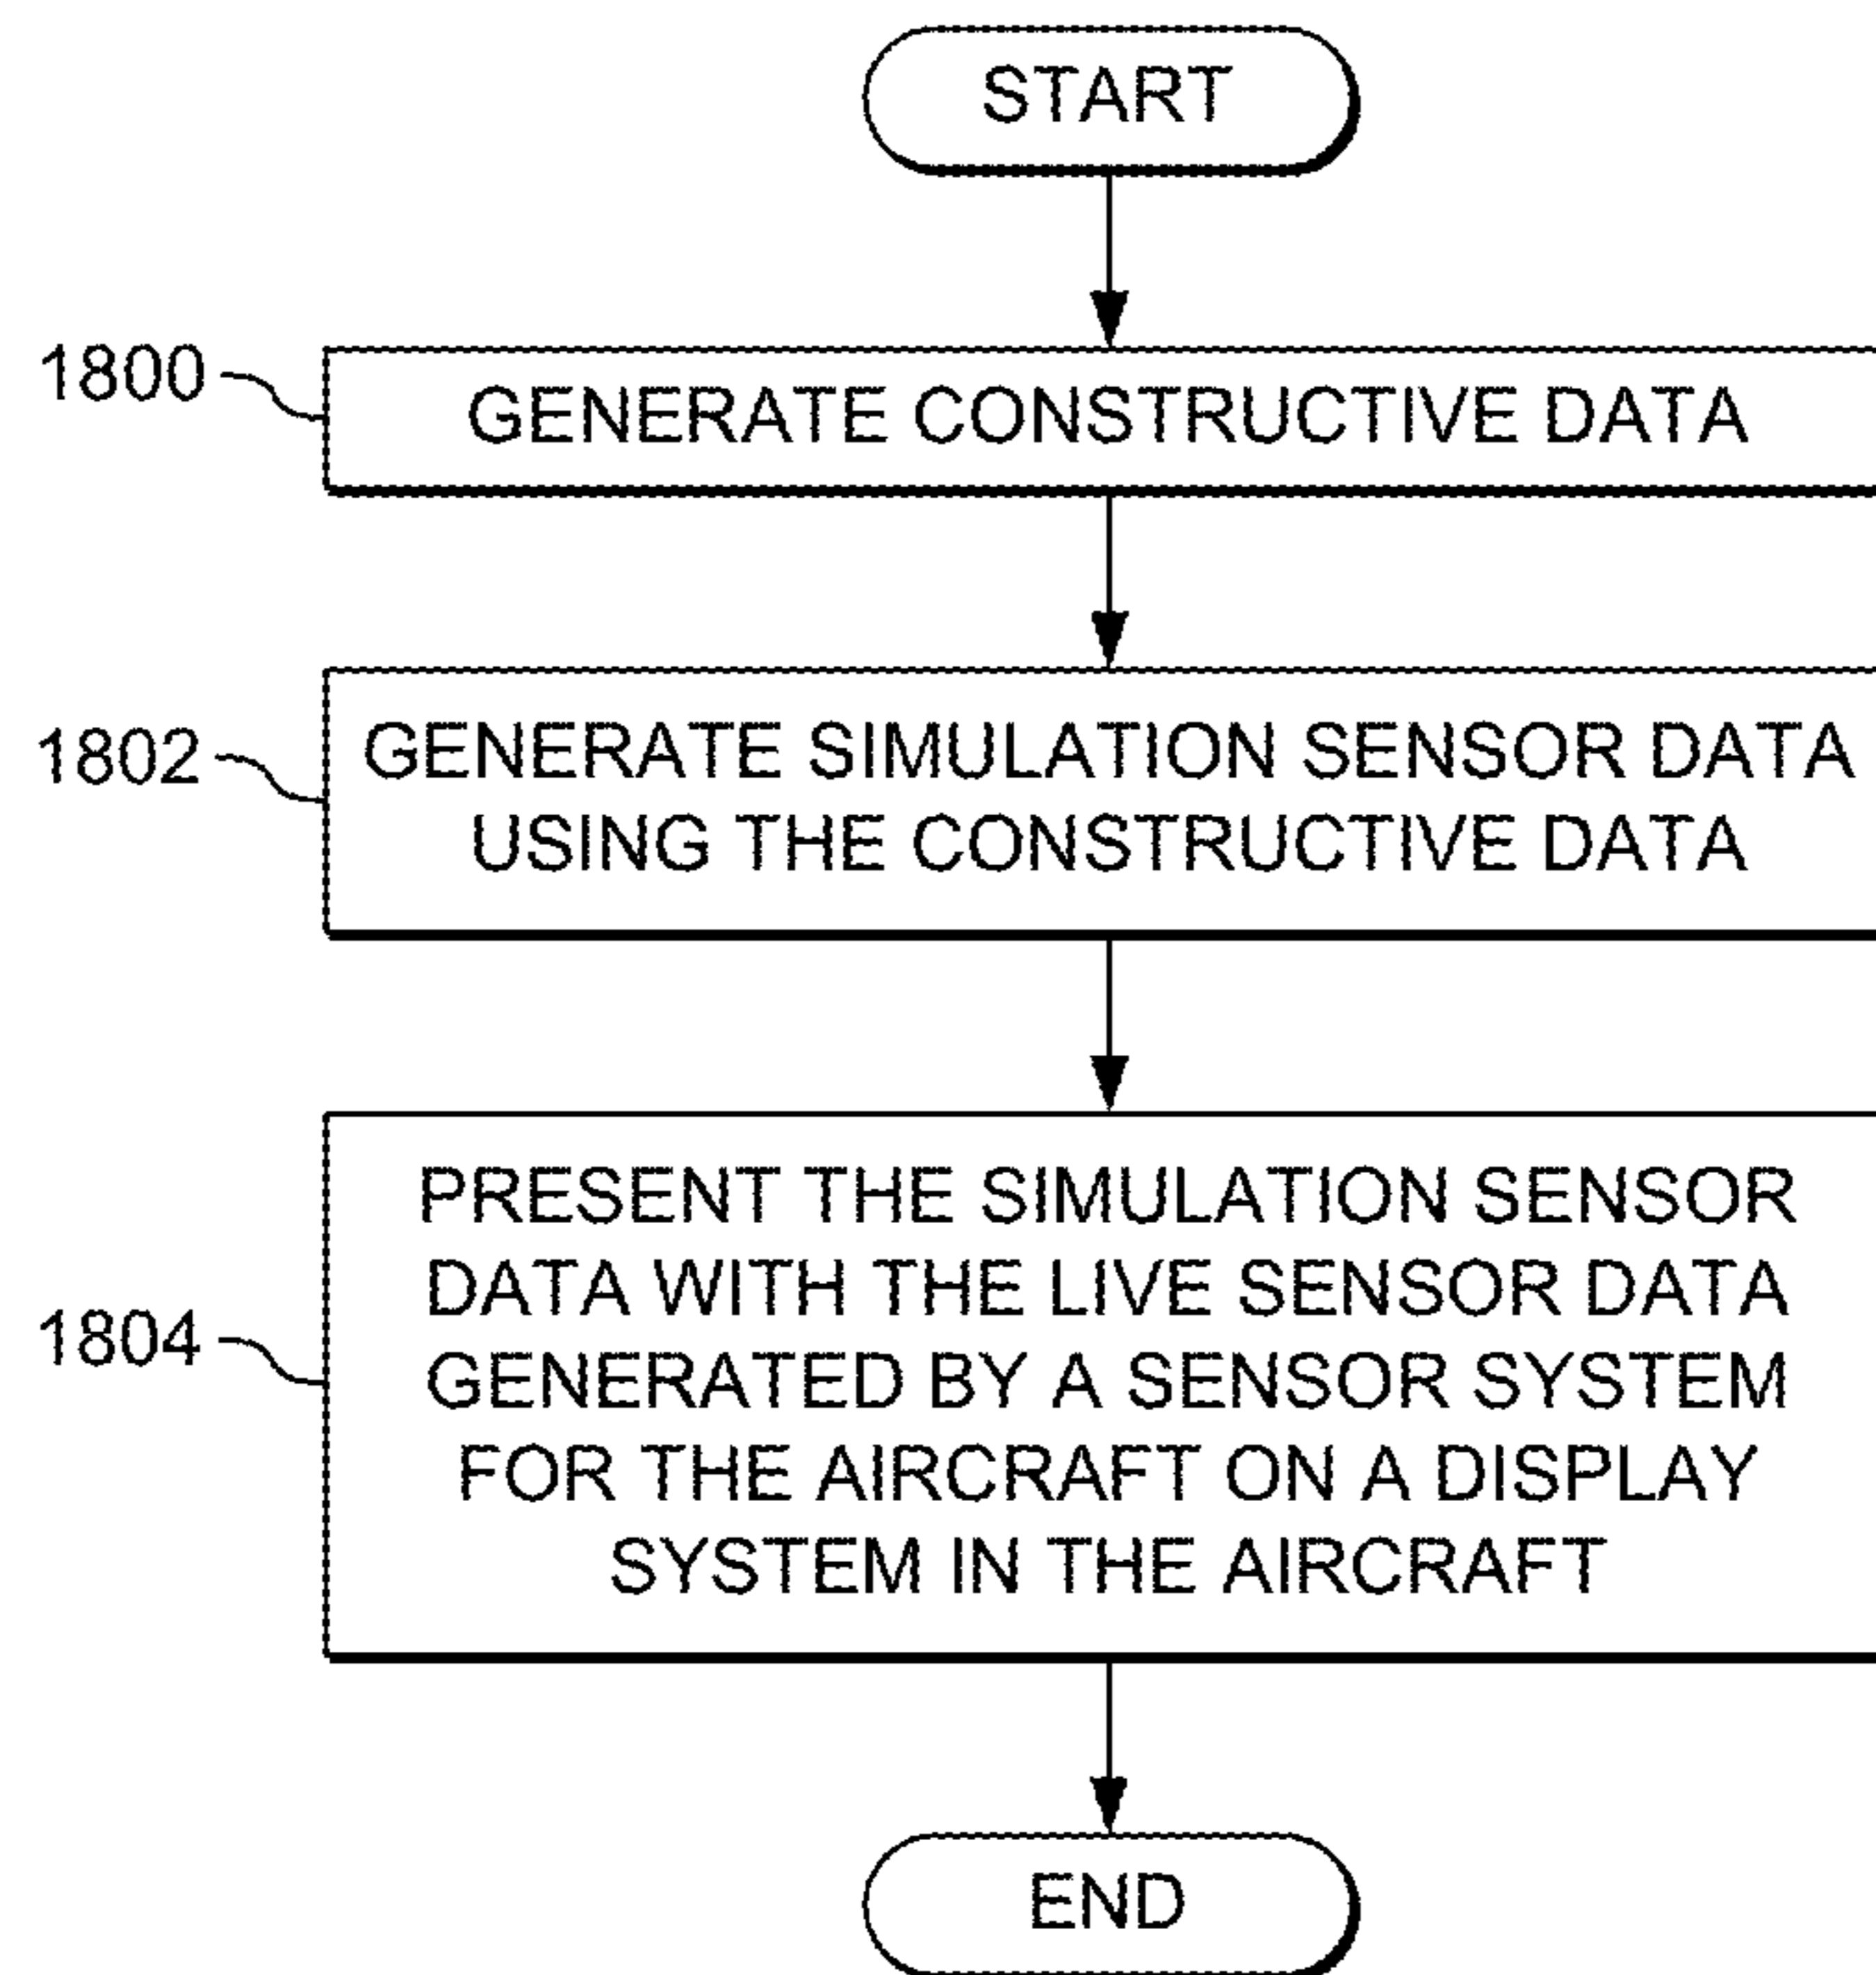 START
1800
GENERATE CONSTRUCTIVE DATA
1802
GENERATE SIMULATION SENSOR DATA
USING THE CONSTRUCTIVE DATA
1804
PRESENT THE SIMULATION SENSOR
DATA WITH THE LIVE SENSOR DATA
GENERATED BY A SENSOR SYSTEM
FOR THE AIRCRAFT ON A DISPLAY
SYSTEM IN THE AIRCRAFT
END